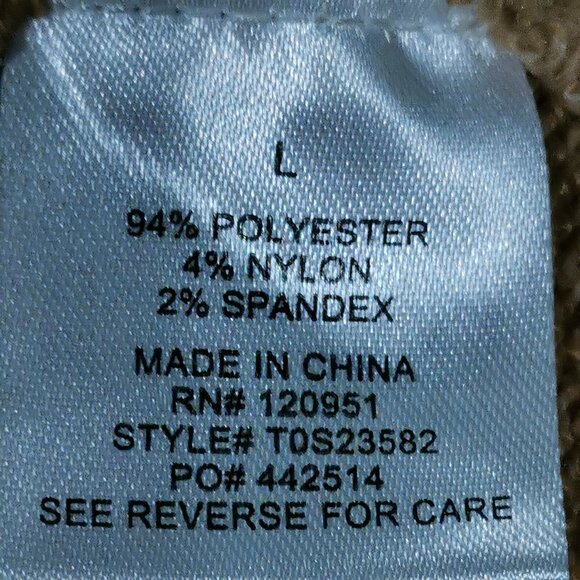 L
94% POLYESTER
4% NYLON
2% SPANDEX
MADE IN CHINA
RN# 120951
STYLE# T0S23582
PO# 442514
SEE REVERSE FOR CARE